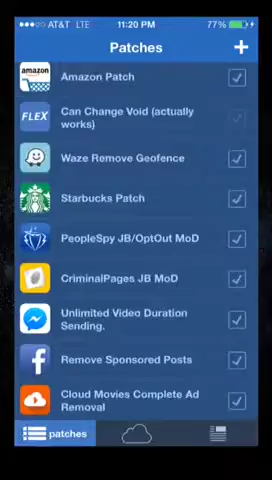 AT&T LTE 11:20 PM 77%
Patches +
amazon
Amazon Patch
FLEX
Can Change Void (actually
works)
Waze Remove Geofence
Starbucks Patch
PeopleSpy JB/OptOut MoD
CriminalPages JB MoD
Unlimited Video Duration
Sending.
f
Remove Sponsored Posts
Cloud Movies Complete Ad
Removal
patches